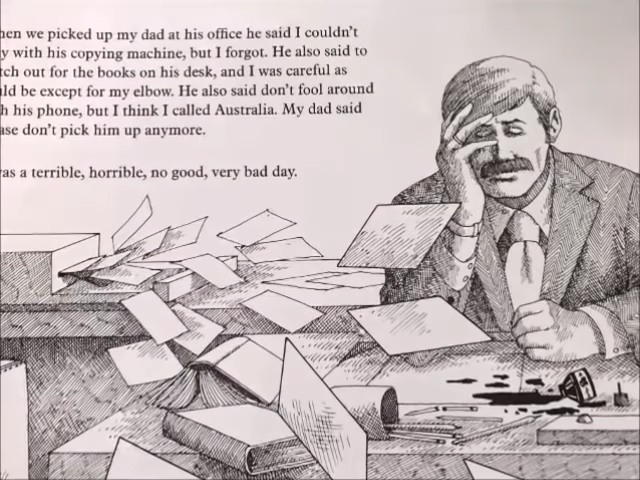 hen we picked up my dad at his office he said I couldn't
y with his copying machine, but I forgot. He also said to
tch out for the books on his desk, and I was careful as
ld be except for my elbow. He also said don't fool around
h his phone, but I think I called Australia. My dad said
ase don't pick him up anymore.
as a terrible, horrible, no good, very bad day.